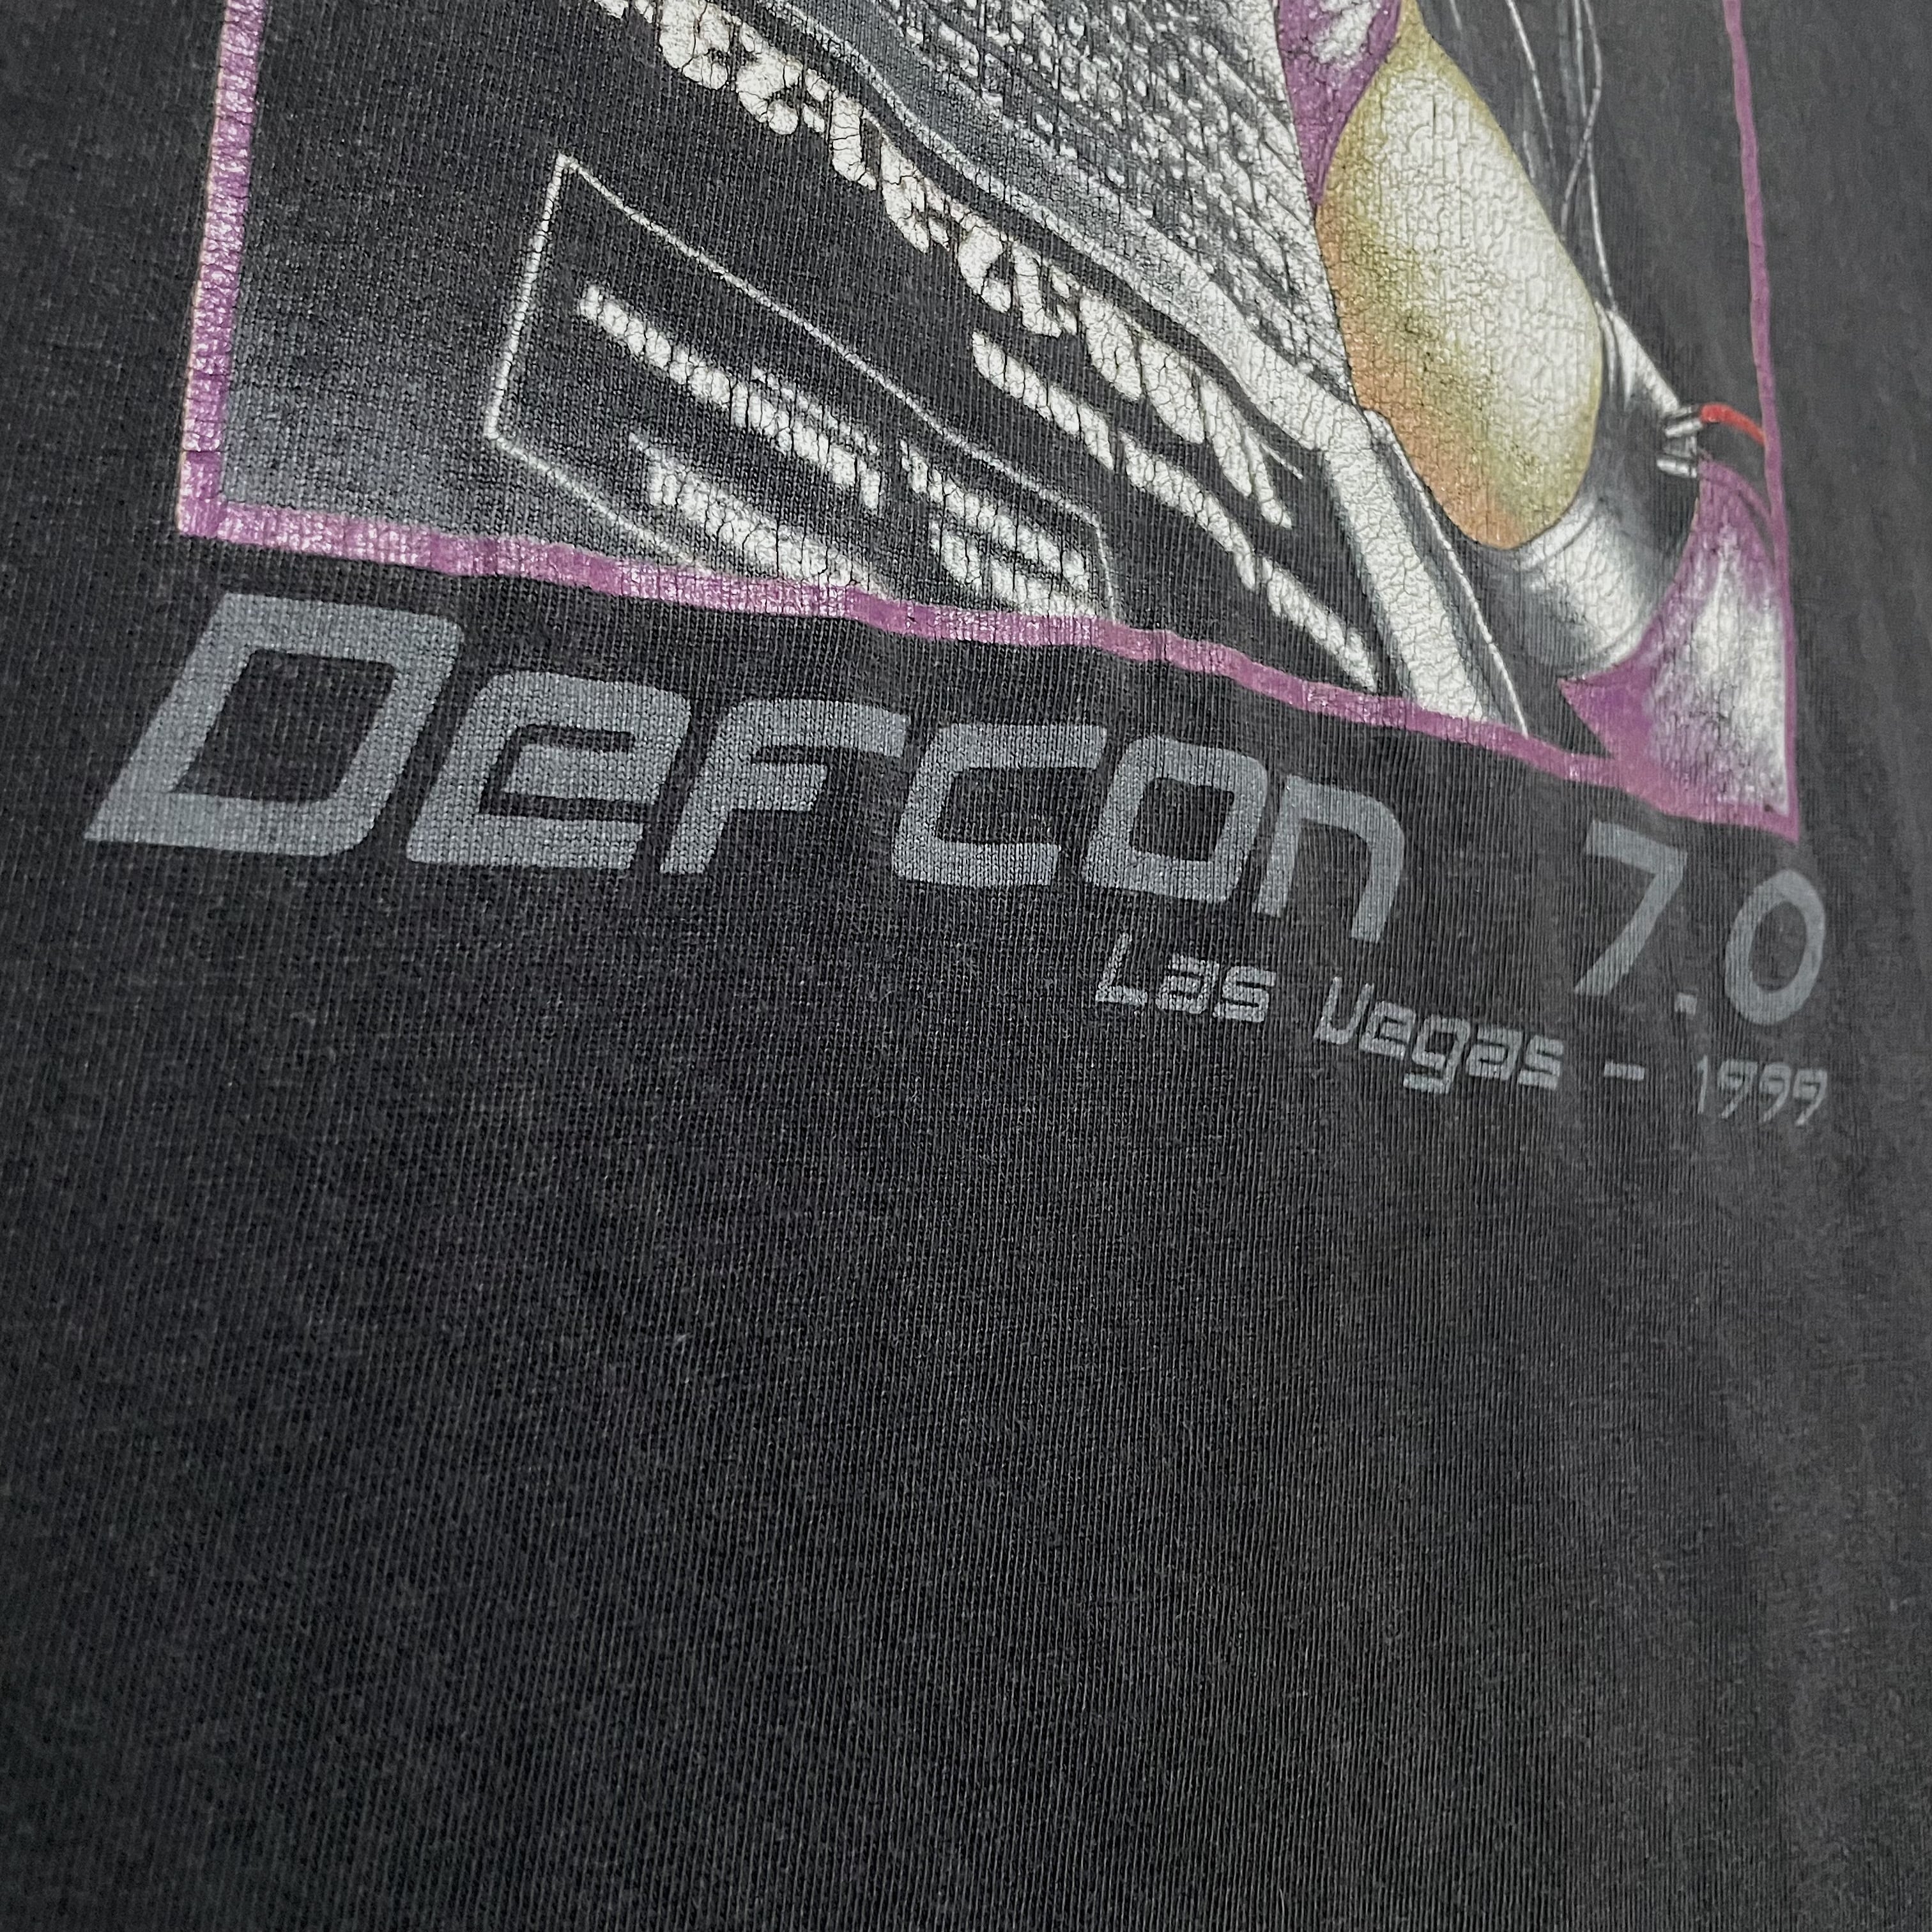 Defcon 7.0
Las Vegas - 1999